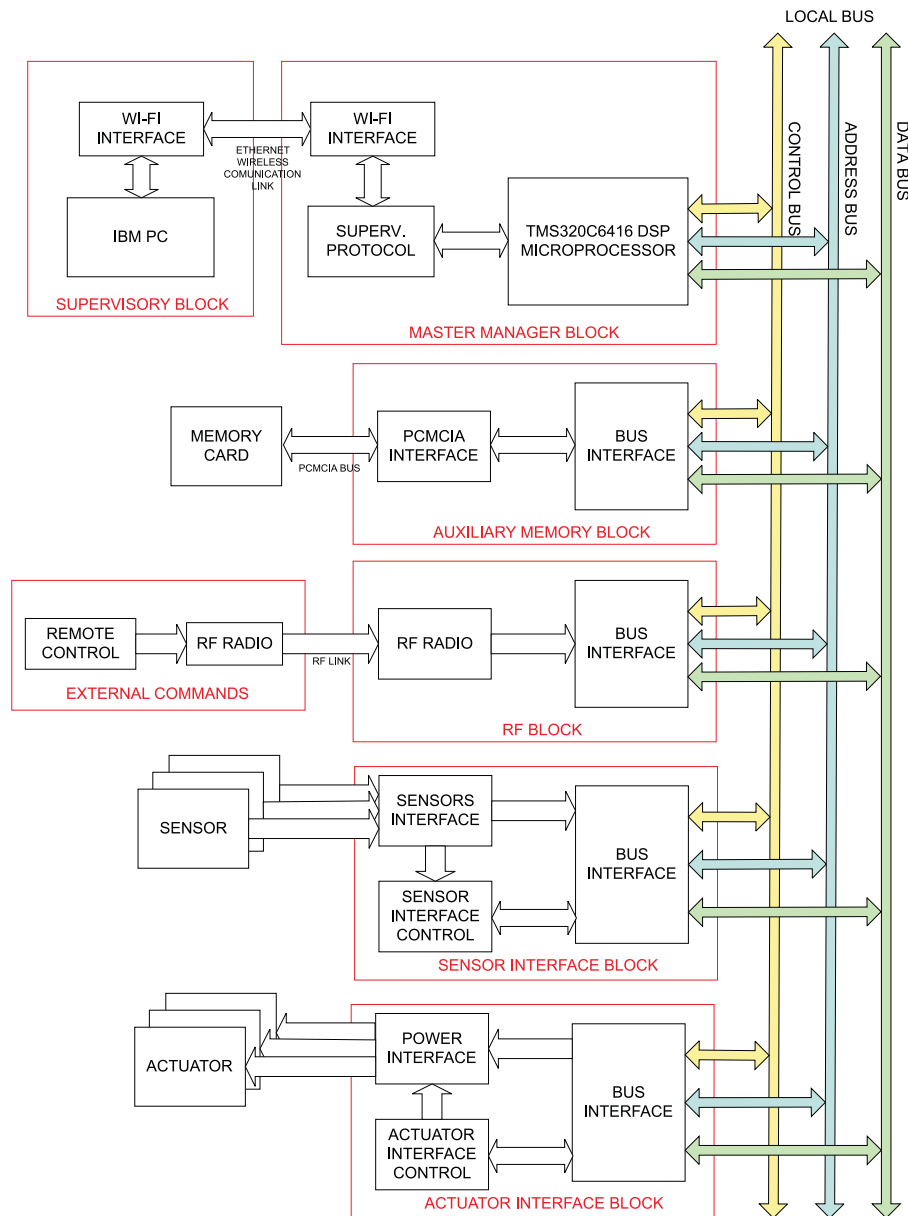 LOCAL BUS
CONTROL BUS
ADDRESS BUS
DATA BUS
WI-FI
INTERFACE
ETHERNET
WIRELESS
COMUNICATION
LINK
WI-FI
INTERFACE
IBM PC
SUPERV.
PROTOCOL
TMS320C6416 DSP
MICROPROCESSOR
SUPERVISORY BLOCK
MASTER MANAGER BLOCK
MEMORY
CARD
PCMCIA BUS
PCMCIA
INTERFACE
BUS
INTERFACE
AUXILIARY MEMORY BLOCK
REMOTE
CONTROL
RF RADIO
RF LINK
RF RADIO
BUS
INTERFACE
EXTERNAL COMMANDS
RF BLOCK
SENSOR
SENSORS
INTERFACE
SENSOR
INTERFACE
CONTROL
BUS
INTERFACE
SENSOR INTERFACE BLOCK
ACTUATOR
POWER
INTERFACE
ACTUATOR
INTERFACE
CONTROL
BUS
INTERFACE
ACTUATOR INTERFACE BLOCK